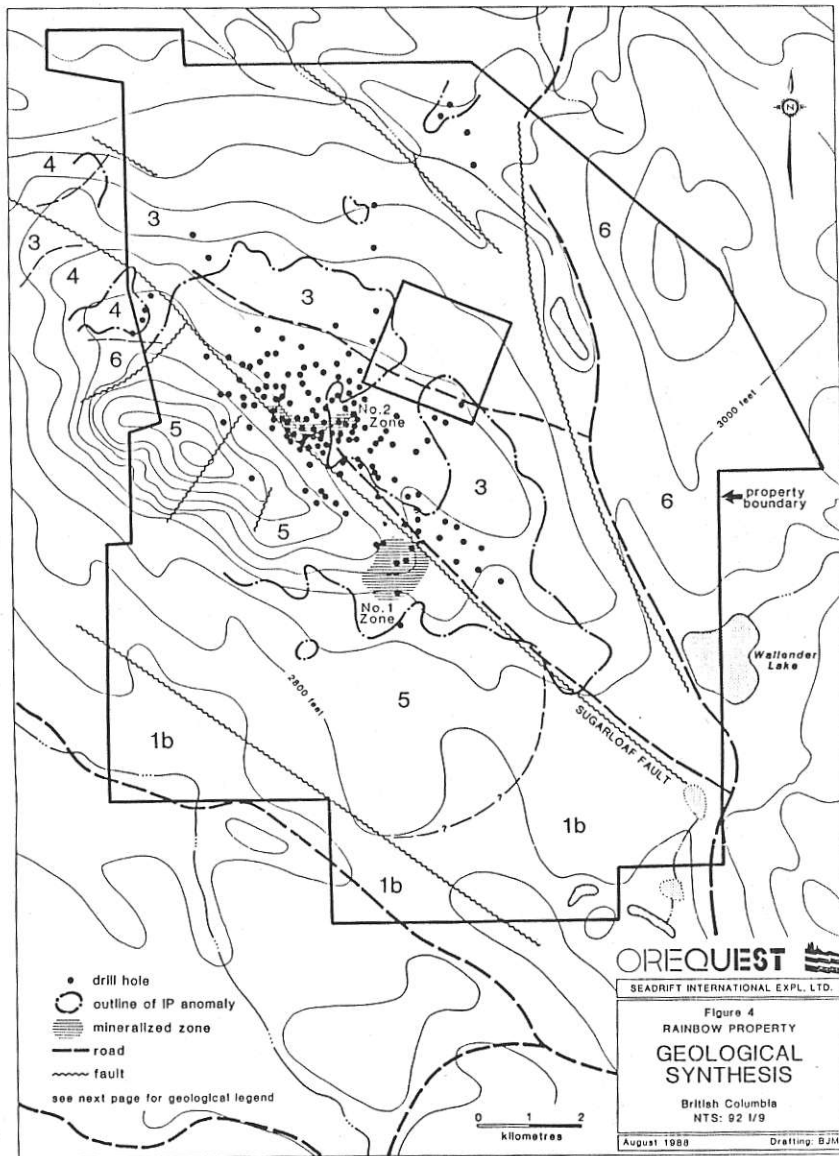 4
3
4
3
4
4
6
3
6
5
No.2
Zone
3
3000 feet
6
property
boundary
5
No.1
Zone
Wallender
Lake
2800 feet
5
SUGARLOAF FAULT
1b
?
?
1b
1b
drill hole
outline of IP anomaly
mineralized zone
road
fault
see next page for geological legend
0 1 2
kilometres
OREQUEST
SEADRIFT INTERNATIONAL EXPL. LTD.
Figure 4
RAINBOW PROPERTY
GEOLOGICAL
SYNTHESIS
British Columbia
NTS: 92 I/9
August 1988 Drafting: BJM